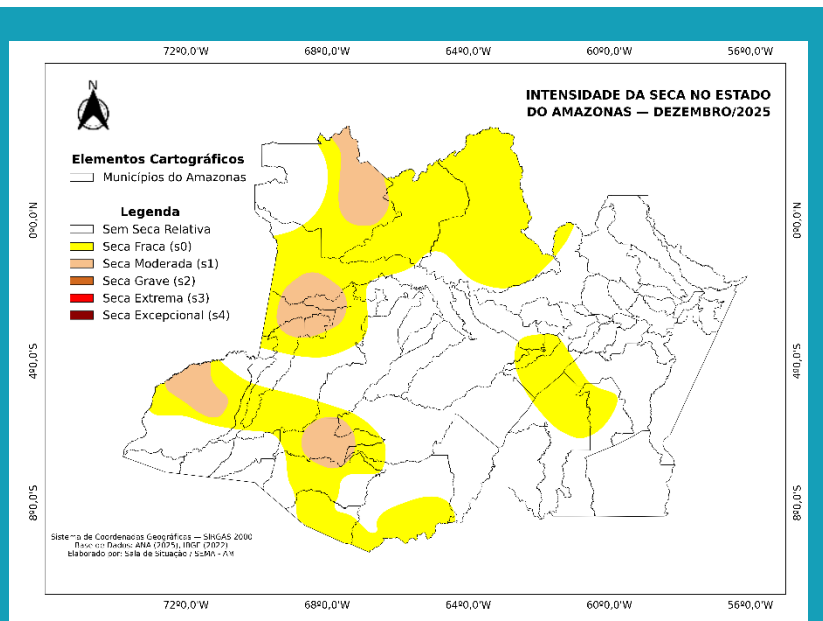 72º0,0'W 68º0,0'W 64º0,0'W 60º0,0'W 56º0,0'W
N
INTENSIDADE DA SECA NO ESTADO
DO AMAZONAS — DEZEMBRO/2025
Elementos Cartográficos
Municípios do Amazonas
Legenda
Sem Seca Relativa
Seca Fraca (s0)
Seca Moderada (s1)
Seca Grave (s2)
Seca Extrema (s3)
Seca Excepcional (s4)
0º0,0'N 0º0,0'N
4º0,0'S 4º0,0'S
8º0,0'S 8º0,0'S
Sistema de Coordenadas Geográficas — SIRGAS 2000
Base de Dados: ANA (2025), IBGE (2022)
Elaborado por: Sala de Situação / SEMA - AM
72º0,0'W 68º0,0'W 64º0,0'W 60º0,0'W 56º0,0'W